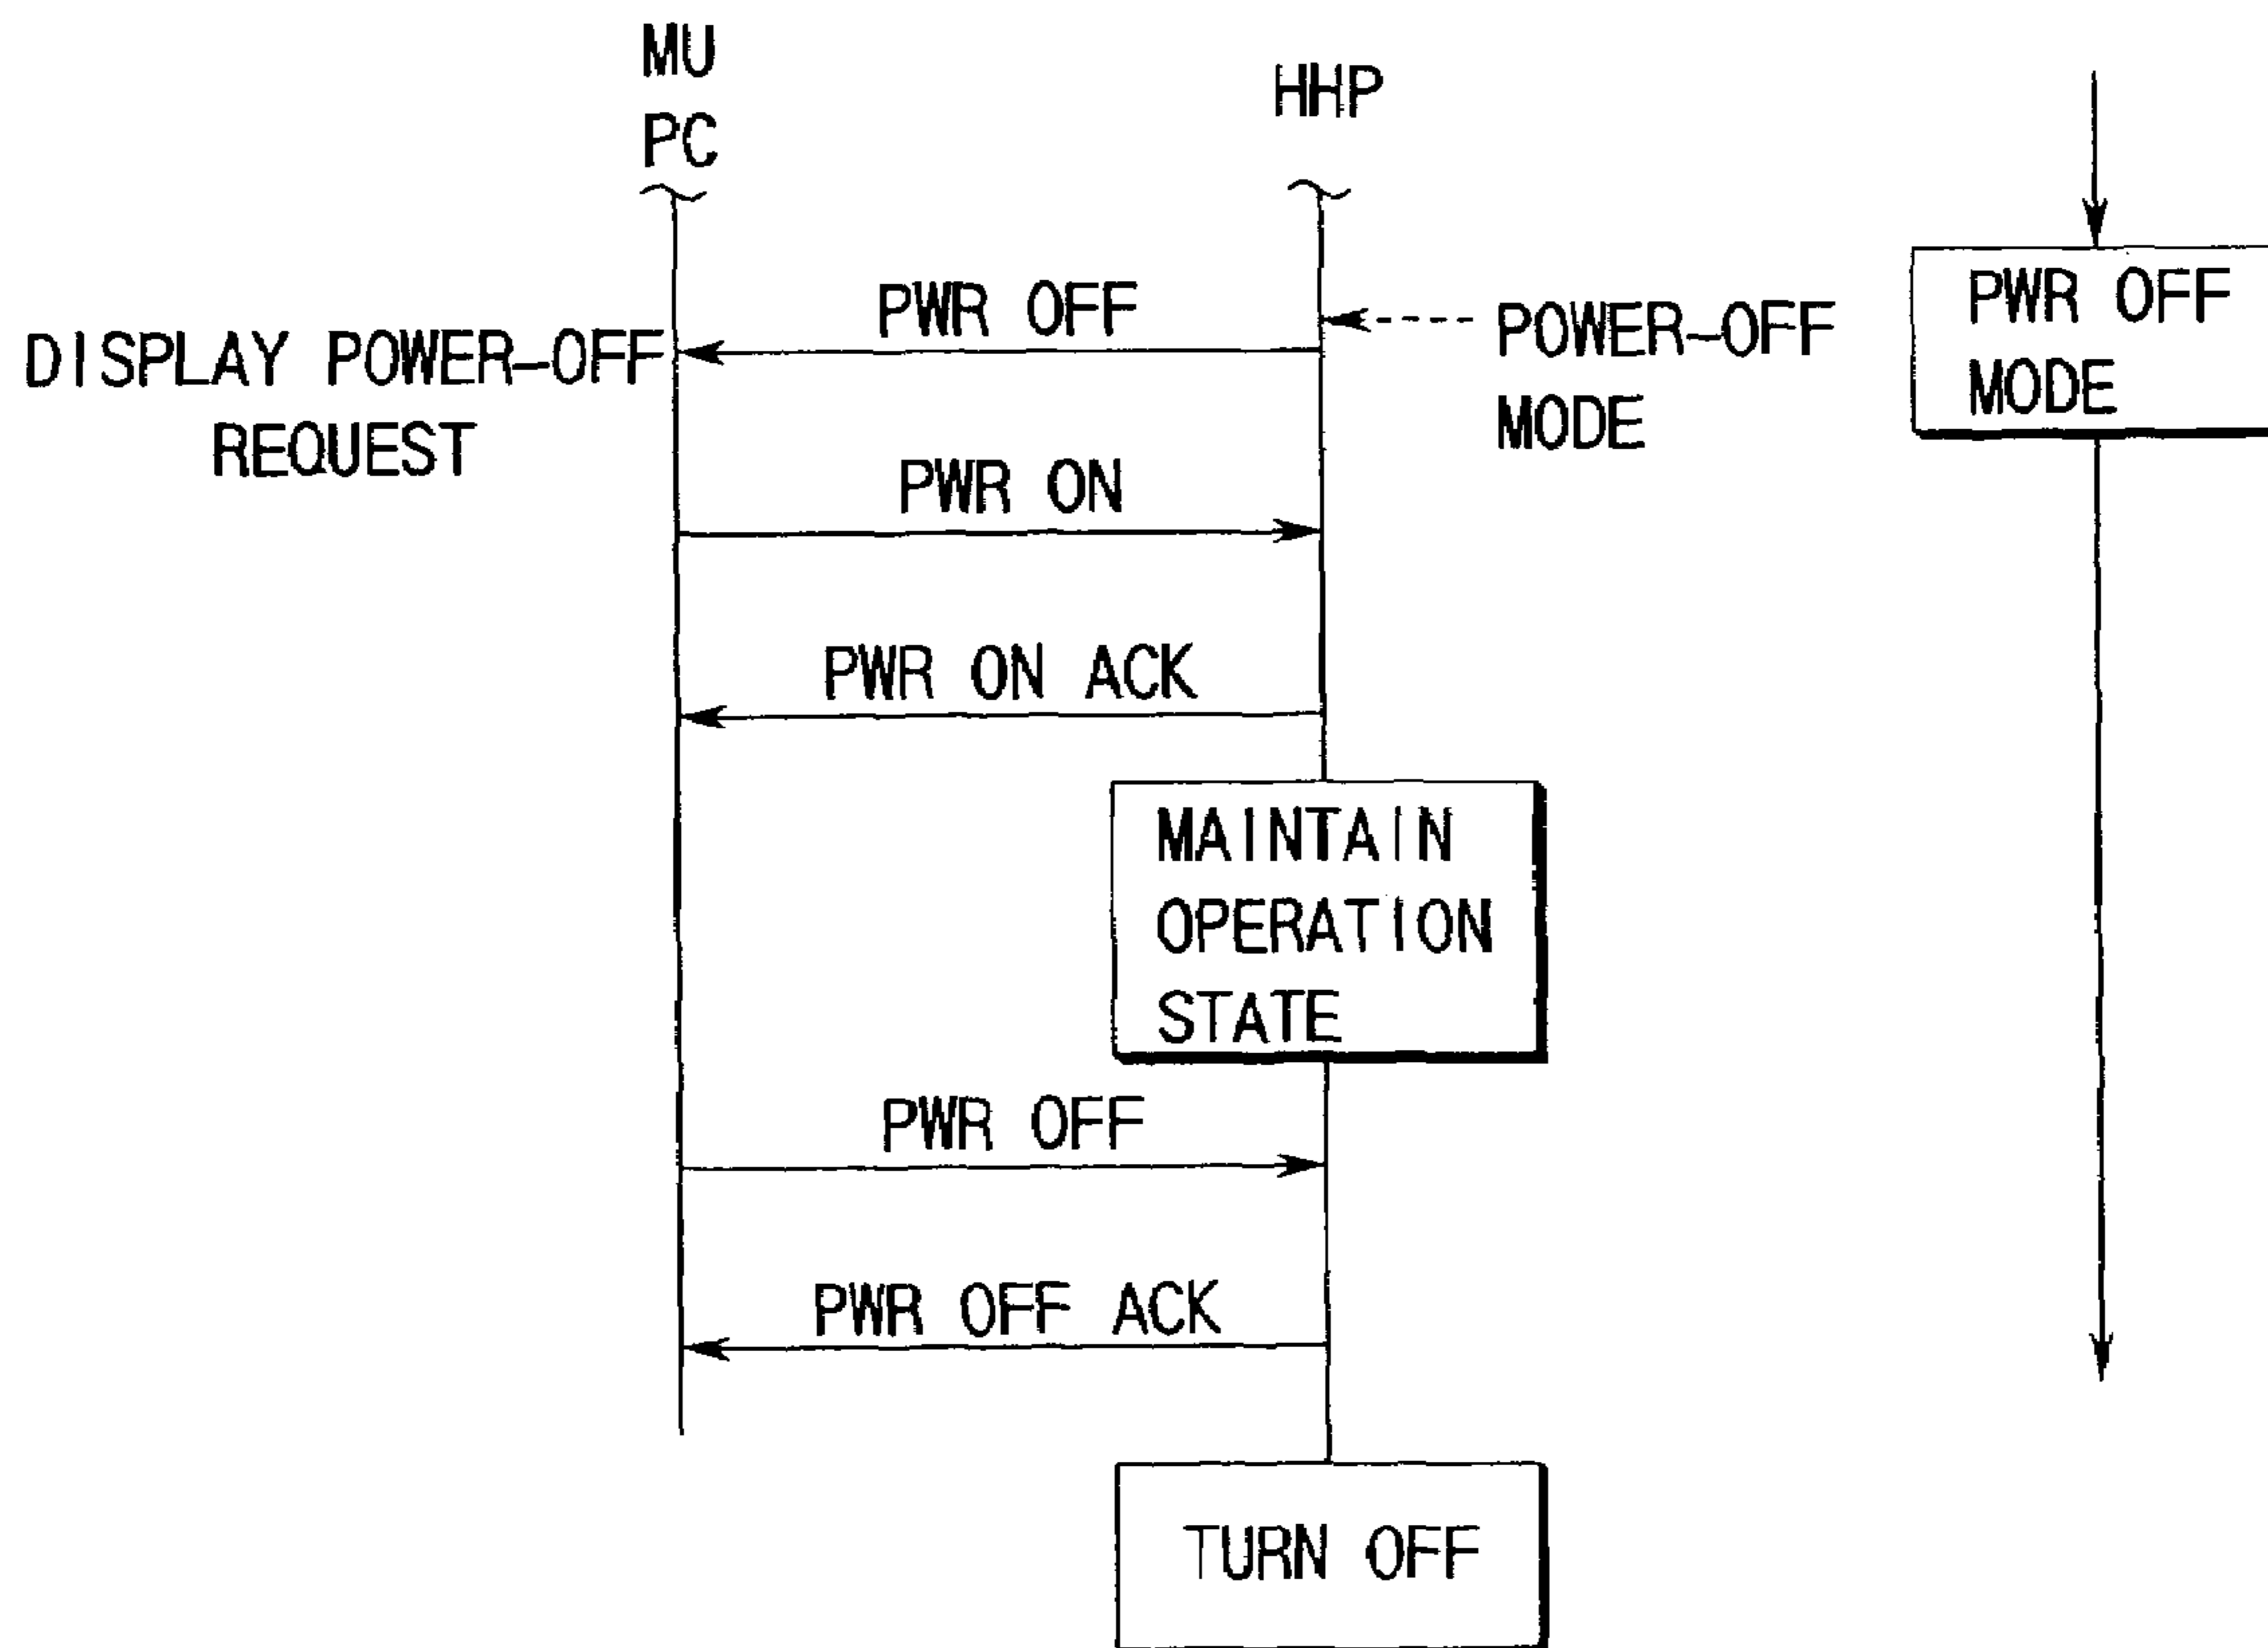 MU
PC
HHP
PWR OFF
POWER-OFF
MODE
DISPLAY POWER-OFF
REQUEST
PWR ON
PWR ON ACK
MAINTAIN
OPERATION
STATE
PWR OFF
PWR OFF ACK
TURN OFF
PWR OFF
MODE